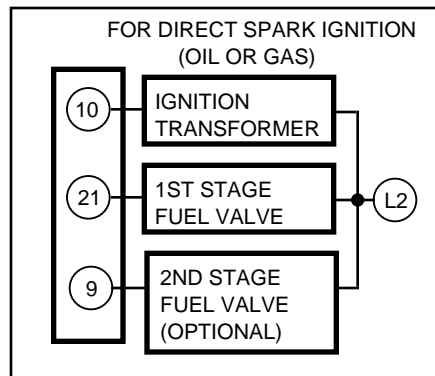 FOR DIRECT SPARK IGNITION
(OIL OR GAS)
10
IGNITION
TRANSFORMER
21
1ST STAGE
FUEL VALVE
L2
9
2ND STAGE
FUEL VALVE
(OPTIONAL)